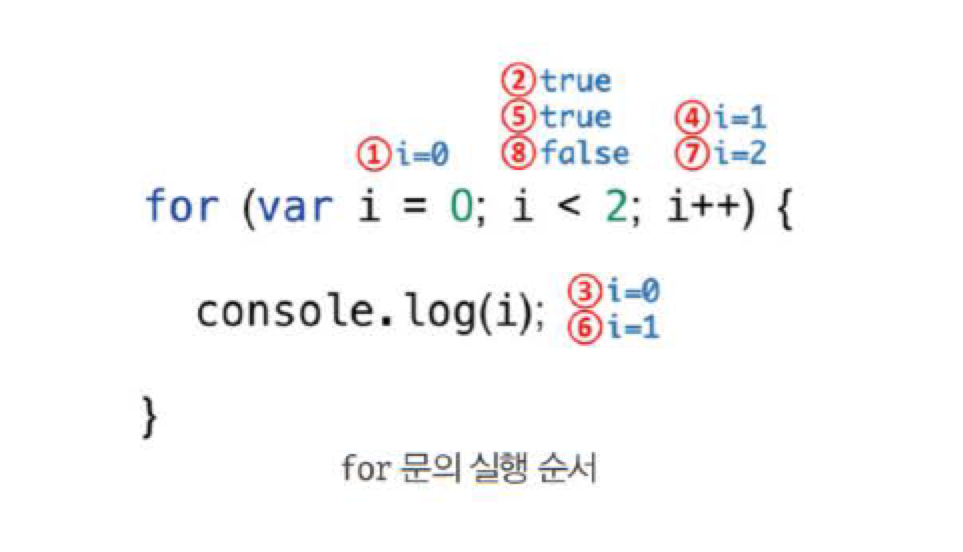 ②true
⑤true ④i=1
①i=0 ⑧false ⑦i=2
for (var i = 0; i < 2; i++) {
③i=0
console.log(i);
⑥i=1
}
for 문의 실행 순서